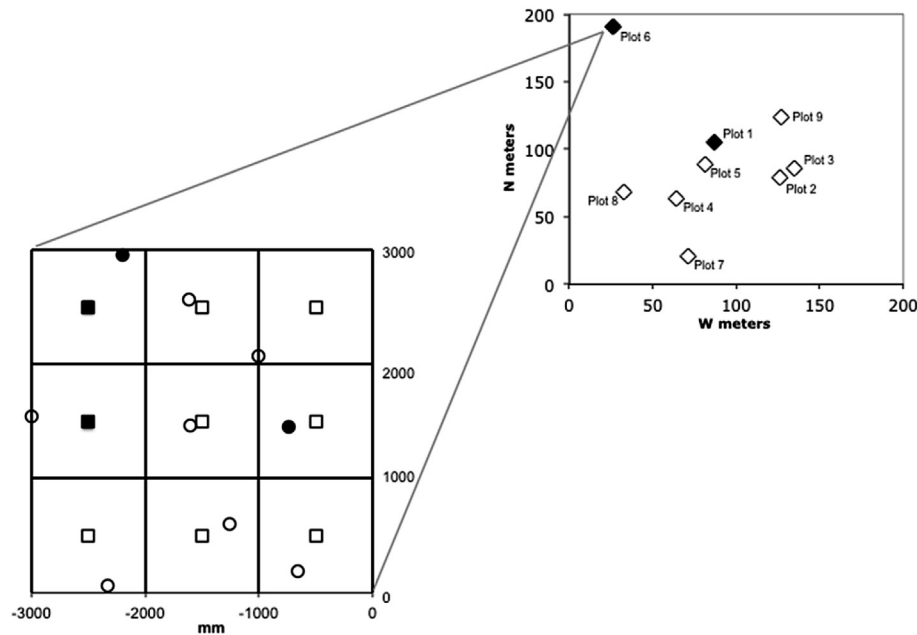 200
Plot 6
150
Plot 9
Plot 1
N meters
100
Plot 3
Plot 5
Plot 2
Plot 8
Plot 4
50
Plot 7
0
0 50 100 150 200
W meters
3000
2000
1000
0
-3000 -2000 -1000 0
mm